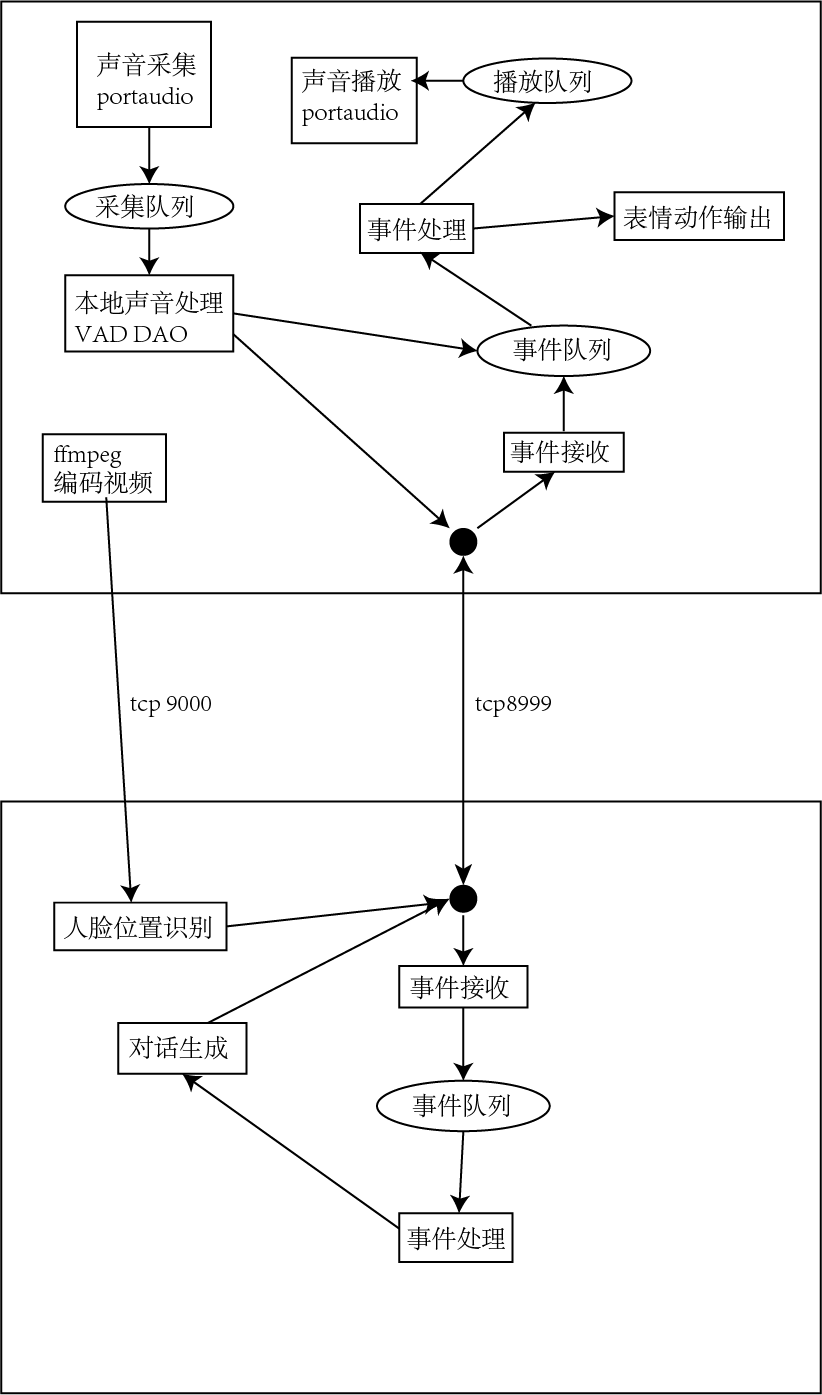 声音采集
portaudio
声音播放
portaudio
播放队列
采集队列
事件处理
表情动作输出
本地声音处理
VAD DAO
事件队列
ffmpeg
编码视频
事件接收
tcp 9000
tcp8999
人脸位置识别
事件接收
对话生成
事件队列
事件处理